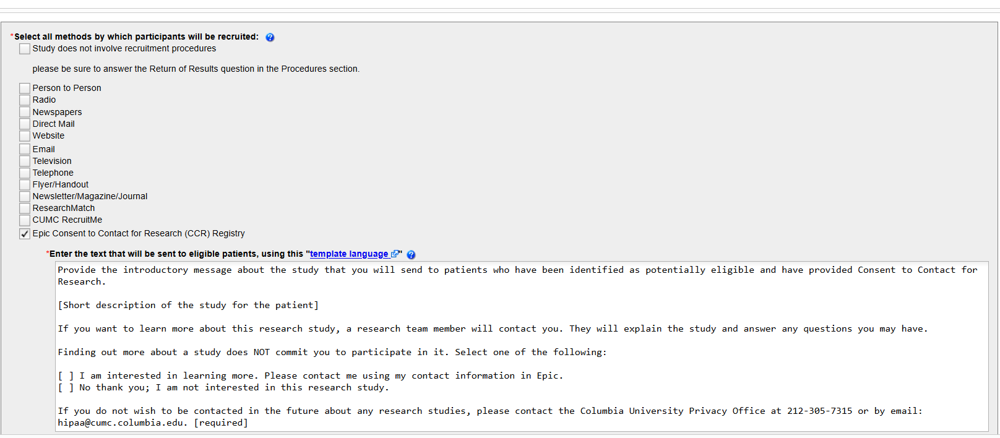 *Select all methods by which participants will be recruited: ?
Study does not involve recruitment procedures
please be sure to answer the Return of Results question in the Procedures section.
Person to Person
Radio
Newspapers
Direct Mail
Website
Email
Television
Telephone
Flyer/Handout
Newsletter/Magazine/Journal
ResearchMatch
CUMC RecruitMe
Epic Consent to Contact for Research (CCR) Registry
*Enter the text that will be sent to eligible patients, using this "template language" ?
Provide the introductory message about the study that you will send to patients who have been identified as potentially eligible and have provided Consent to Contact for
Research.
[Short description of the study for the patient]
If you want to learn more about this research study, a research team member will contact you. They will explain the study and answer any questions you may have.
Finding out more about a study does NOT commit you to participate in it. Select one of the following:
[ ] I am interested in learning more. Please contact me using my contact information in Epic.
[ ] No thank you; I am not interested in this research study.
If you do not wish to be contacted in the future about any research studies, please contact the Columbia University Privacy Office at 212-305-7315 or by email:
hipaa@cumc.columbia.edu. [required]